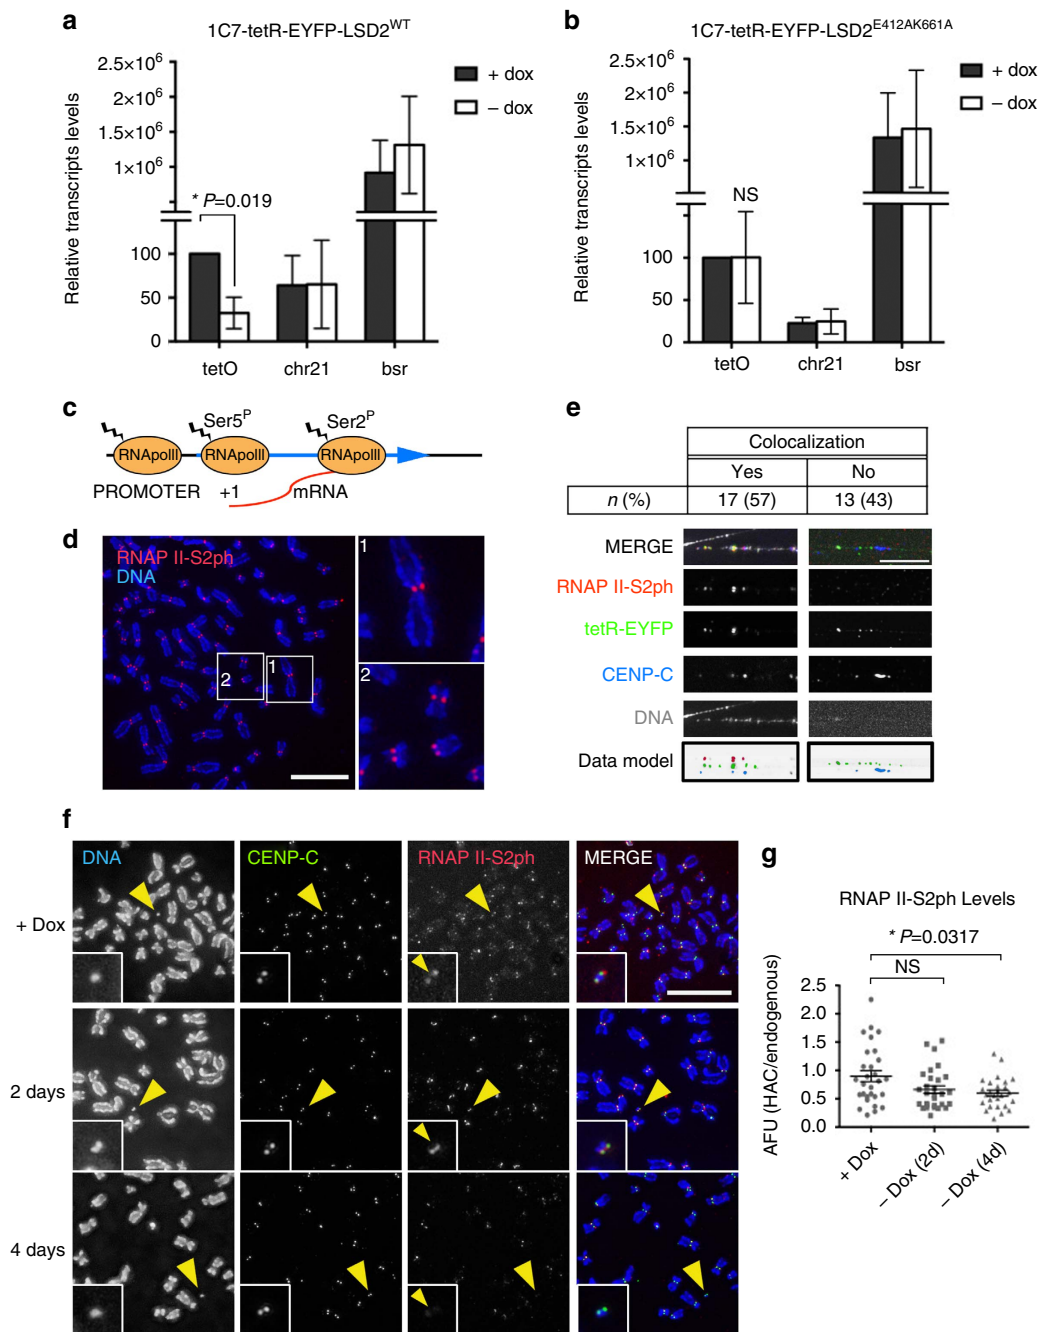 a
1C7-tetR-EYFP-LSD2^WT
Relative transcripts levels
2.5×10^6
2×10^6
1.5×10^6
1×10^6
100
50
0
+ dox
– dox
* P=0.019
tetO
chr21
bsr
b
1C7-tetR-EYFP-LSD2^E412AK661A
Relative transcripts levels
2.5×10^6
2×10^6
1.5×10^6
1×10^6
100
50
0
+ dox
– dox
NS
tetO
chr21
bsr
c
Ser5^P
Ser2^P
RNApolII
RNApolII
RNApolII
PROMOTER
+1
mRNA
d
RNAP II-S2ph
DNA
1
2
1
2
e
Colocalization
Yes
No
n (%)
17 (57)
13 (43)
MERGE
RNAP II-S2ph
tetR-EYFP
CENP-C
DNA
Data model
f
DNA
CENP-C
RNAP II-S2ph
MERGE
+ Dox
2 days
4 days
g
RNAP II-S2ph Levels
* P=0.0317
NS
AFU (HAC/endogenous)
2.5
2.0
1.5
1.0
0.5
0.0
+ Dox
– Dox (2d)
– Dox (4d)